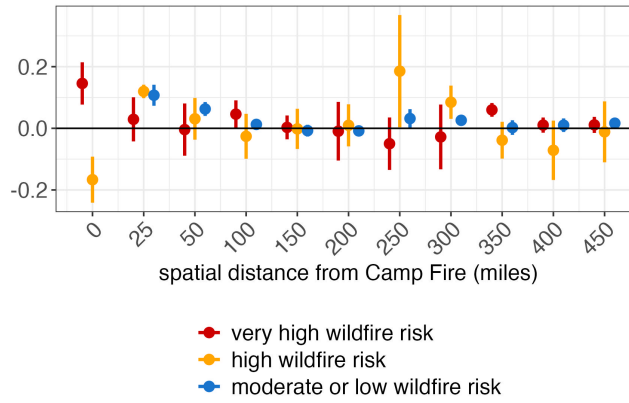 0.2
0.0
-0.2
0 25 50 100 150 200 250 300 350 400 450
spatial distance from Camp Fire (miles)
very high wildfire risk
high wildfire risk
moderate or low wildfire risk